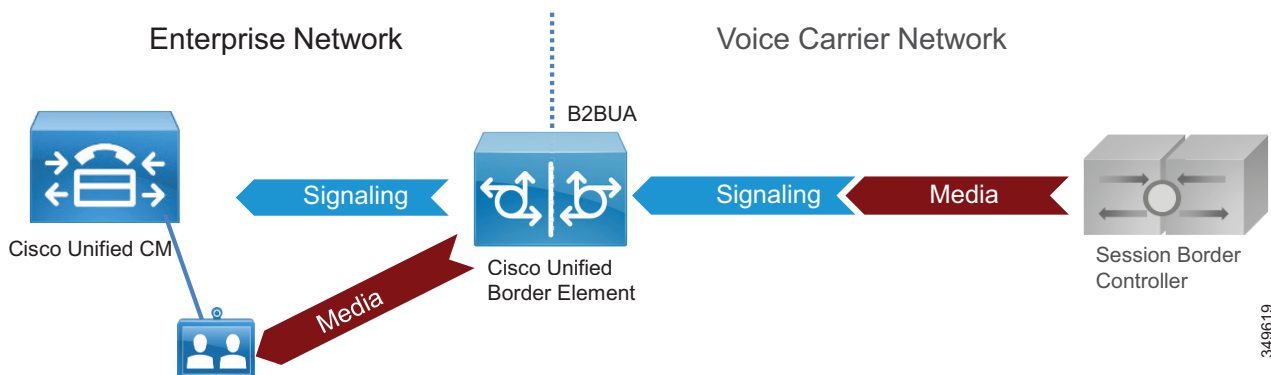 Enterprise Network
Voice Carrier Network
B2BUA
Signaling
Signaling
Media
Cisco Unified CM
Cisco Unified
Border Element
Session Border
Controller
Media
349619